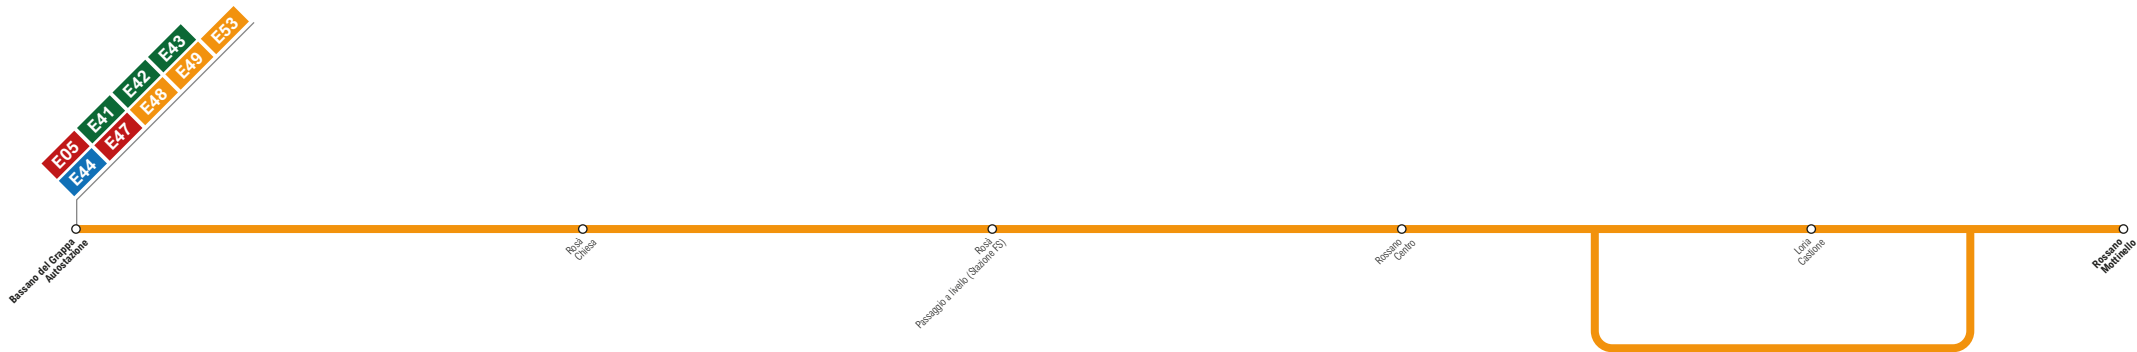 E05 E41 E42 E43
E44 E47 E48 E49 E53
Bassano del Grappa
Autostazione
Rosà
Chiesa
Rosà
Passaggio a livello (Stazione FS)
Rossano
Centro
Loria
Castione
Rossano
Mottinello